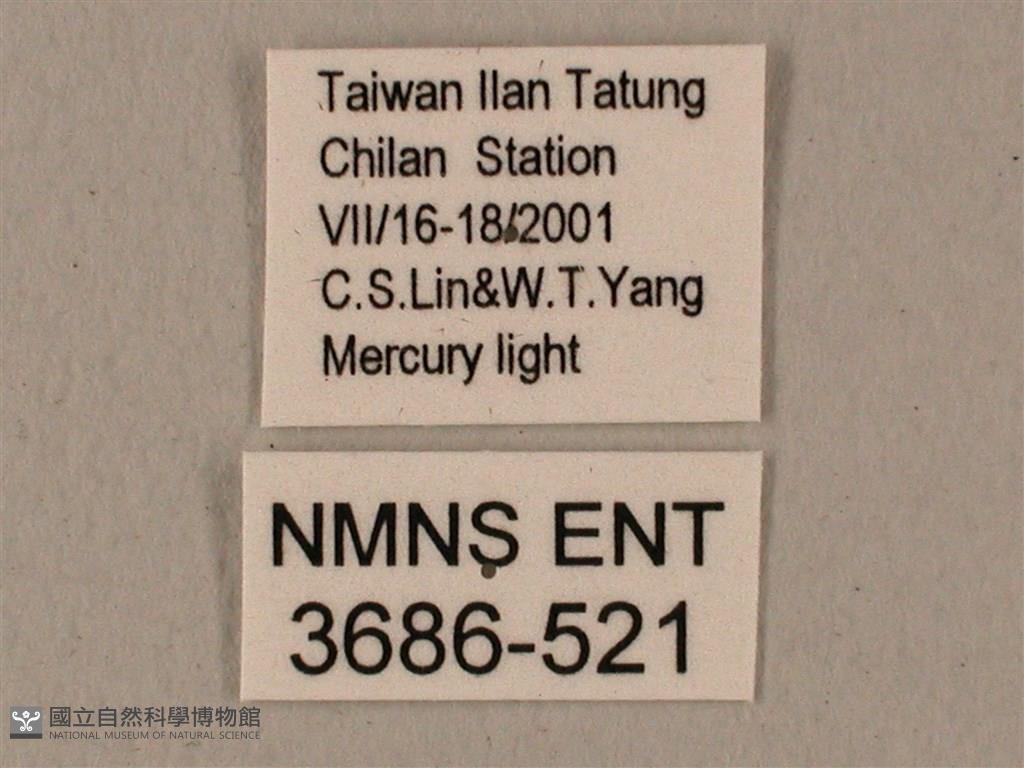 Taiwan Ilan Tatung
Chilan Station
VII/16-18/2001
C.S.Lin&W.T.Yang
Mercury light
NMNS ENT
3686-521
國立自然科學博物館
NATIONAL MUSEUM OF NATURAL SCIENCE